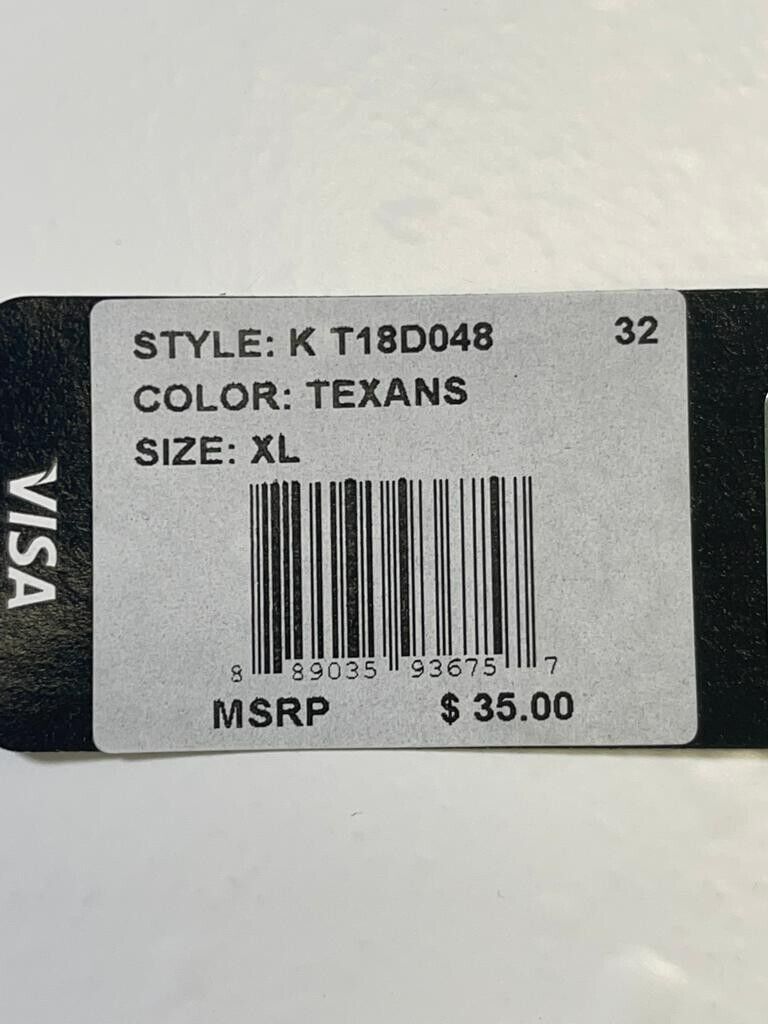 STYLE: K T18D048 32
COLOR: TEXANS
SIZE: XL
8 89035 93675 7
MSRP $ 35.00
VISA